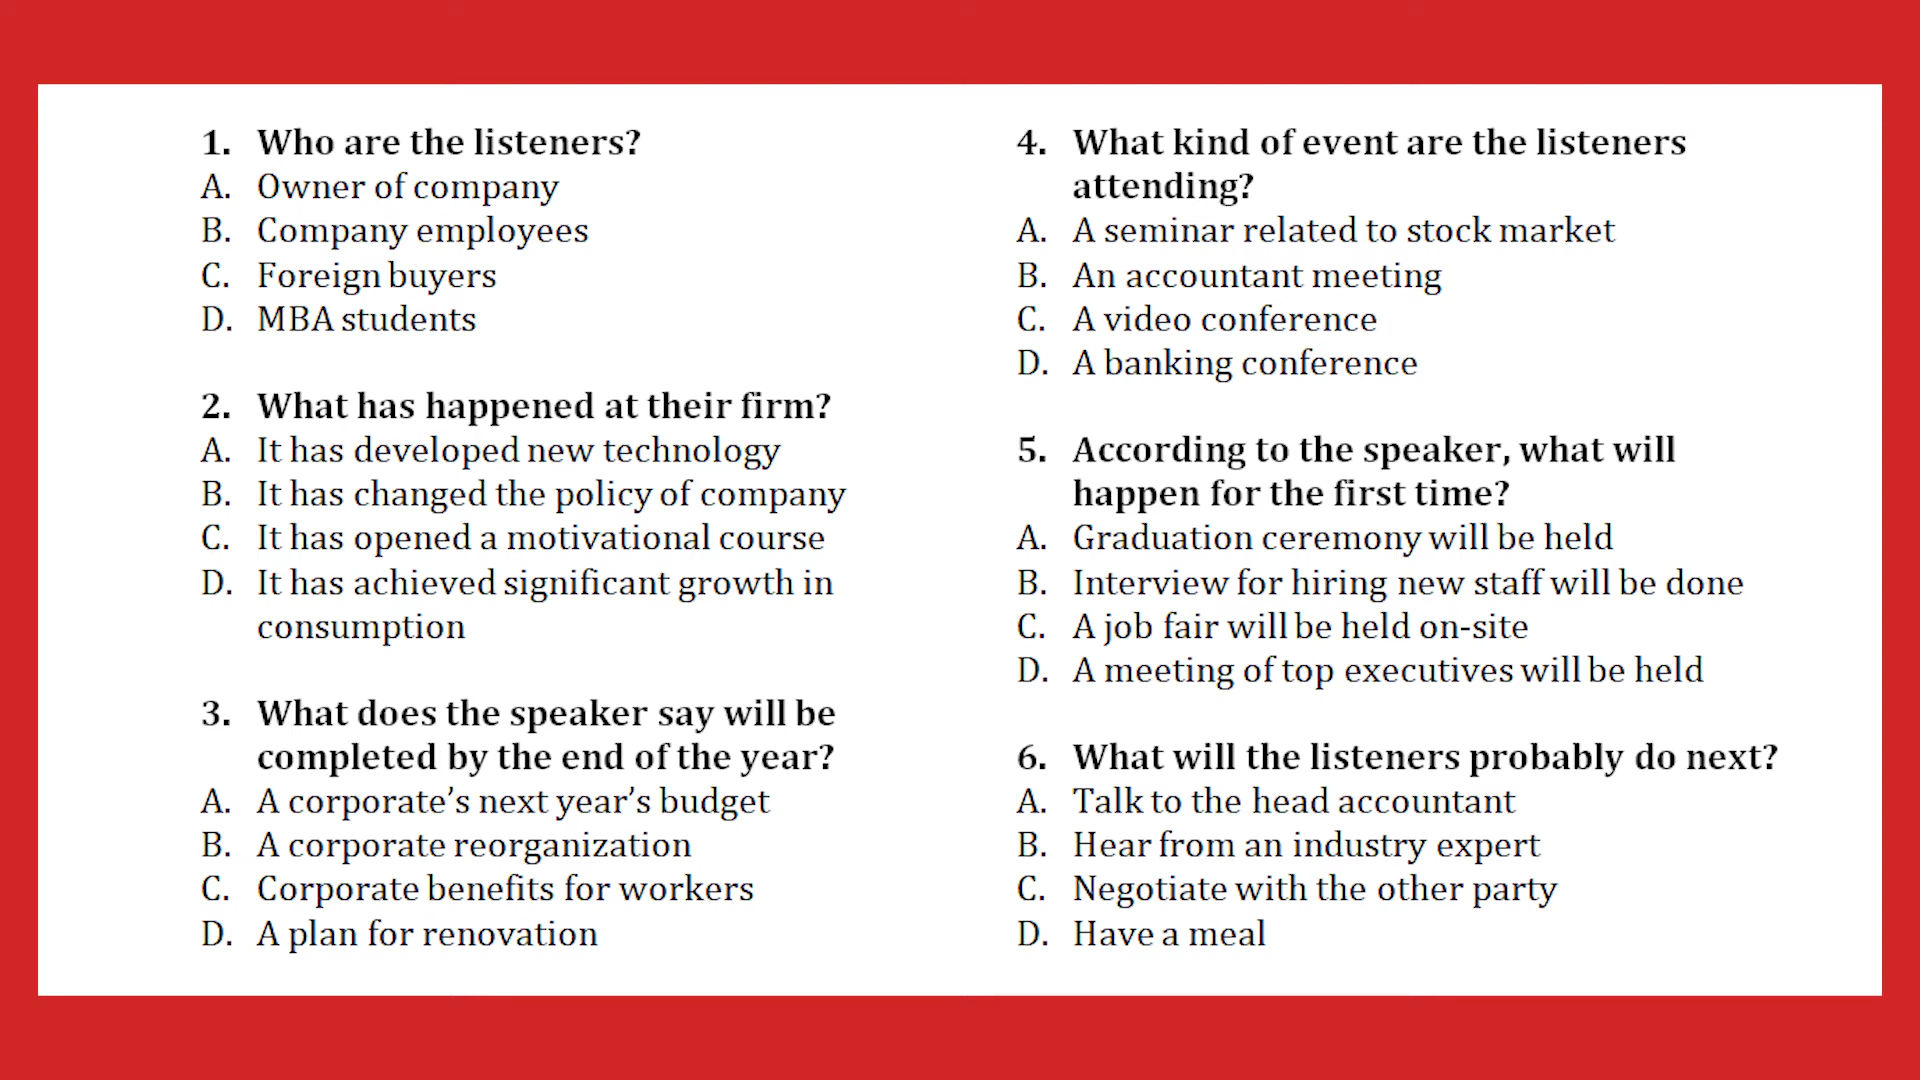 1. Who are the listeners?
A. Owner of company
B. Company employees
C. Foreign buyers
D. MBA students
2. What has happened at their firm?
A. It has developed new technology
B. It has changed the policy of company
C. It has opened a motivational course
D. It has achieved significant growth in
consumption
3. What does the speaker say will be
completed by the end of the year?
A. A corporate’s next year’s budget
B. A corporate reorganization
C. Corporate benefits for workers
D. A plan for renovation
4. What kind of event are the listeners
attending?
A. A seminar related to stock market
B. An accountant meeting
C. A video conference
D. A banking conference
5. According to the speaker, what will
happen for the first time?
A. Graduation ceremony will be held
B. Interview for hiring new staff will be done
C. A job fair will be held on-site
D. A meeting of top executives will be held
6. What will the listeners probably do next?
A. Talk to the head accountant
B. Hear from an industry expert
C. Negotiate with the other party
D. Have a meal